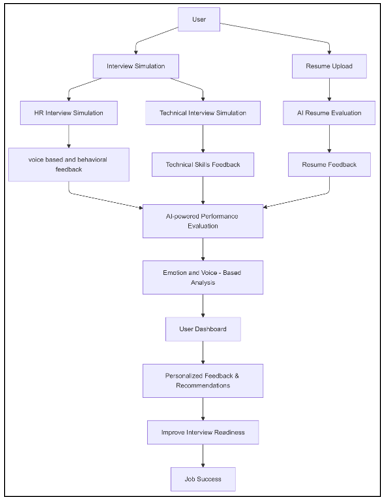 User
Interview Simulation
Resume Upload
HR Interview Simulation
Technical Interview Simulation
AI Resume Evaluation
voice based and behavioral
feedback
Technical Skills Feedback
Resume Feedback
AI-powered Performance
Evaluation
Emotion and Voice - Based
Analysis
User Dashboard
Personalized Feedback &
Recommendations
Improve Interview Readiness
Job Success